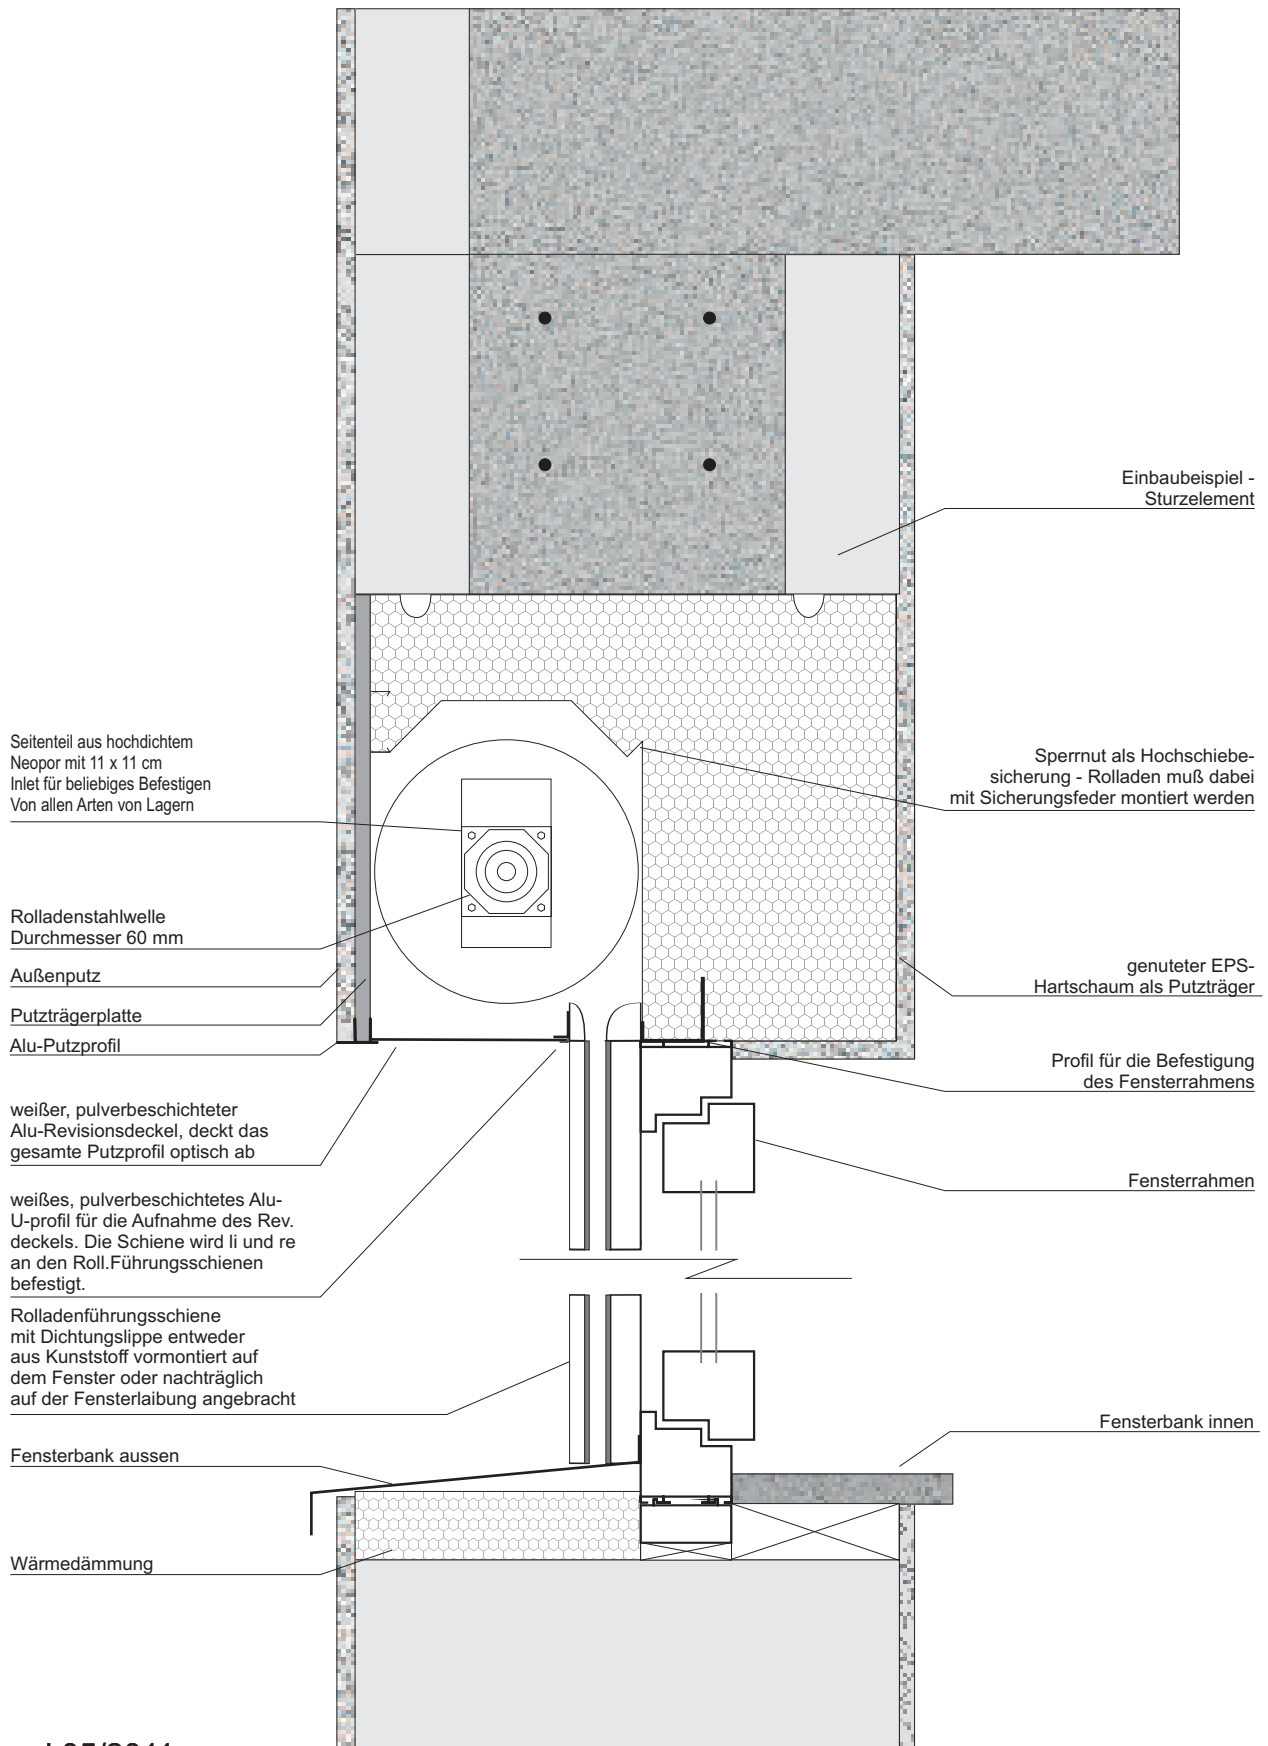 Einbaubeispiel -
Sturzelement
Seitenteil aus hochdichtem
Neopor mit 11 x 11 cm
Inlet für beliebiges Befestigen
Von allen Arten von Lagern
Sperrnut als Hochschiebe-
sicherung - Rolladen muß dabei
mit Sicherungsfeder montiert werden
Rolladenstahlwelle
Durchmesser 60 mm
Außenputz
genuteter EPS-
Hartschaum als Putzträger
Putzträgerplatte
Alu-Putzprofil
Profil für die Befestigung
des Fensterrahmens
weißer, pulverbeschichteter
Alu-Revisionsdeckel, deckt das
gesamte Putzprofil optisch ab
Fensterrahmen
weißes, pulverbeschichtetes Alu-
U-profil für die Aufnahme des Rev.
deckels. Die Schiene wird li und re
an den Roll.Führungsschienen
befestigt.
Rolladenführungsschiene
mit Dichtungslippe entweder
aus Kunststoff vormontiert auf
dem Fenster oder nachträglich
auf der Fensterlaibung angebracht
Fensterbank innen
Fensterbank aussen
Wärmedämmung